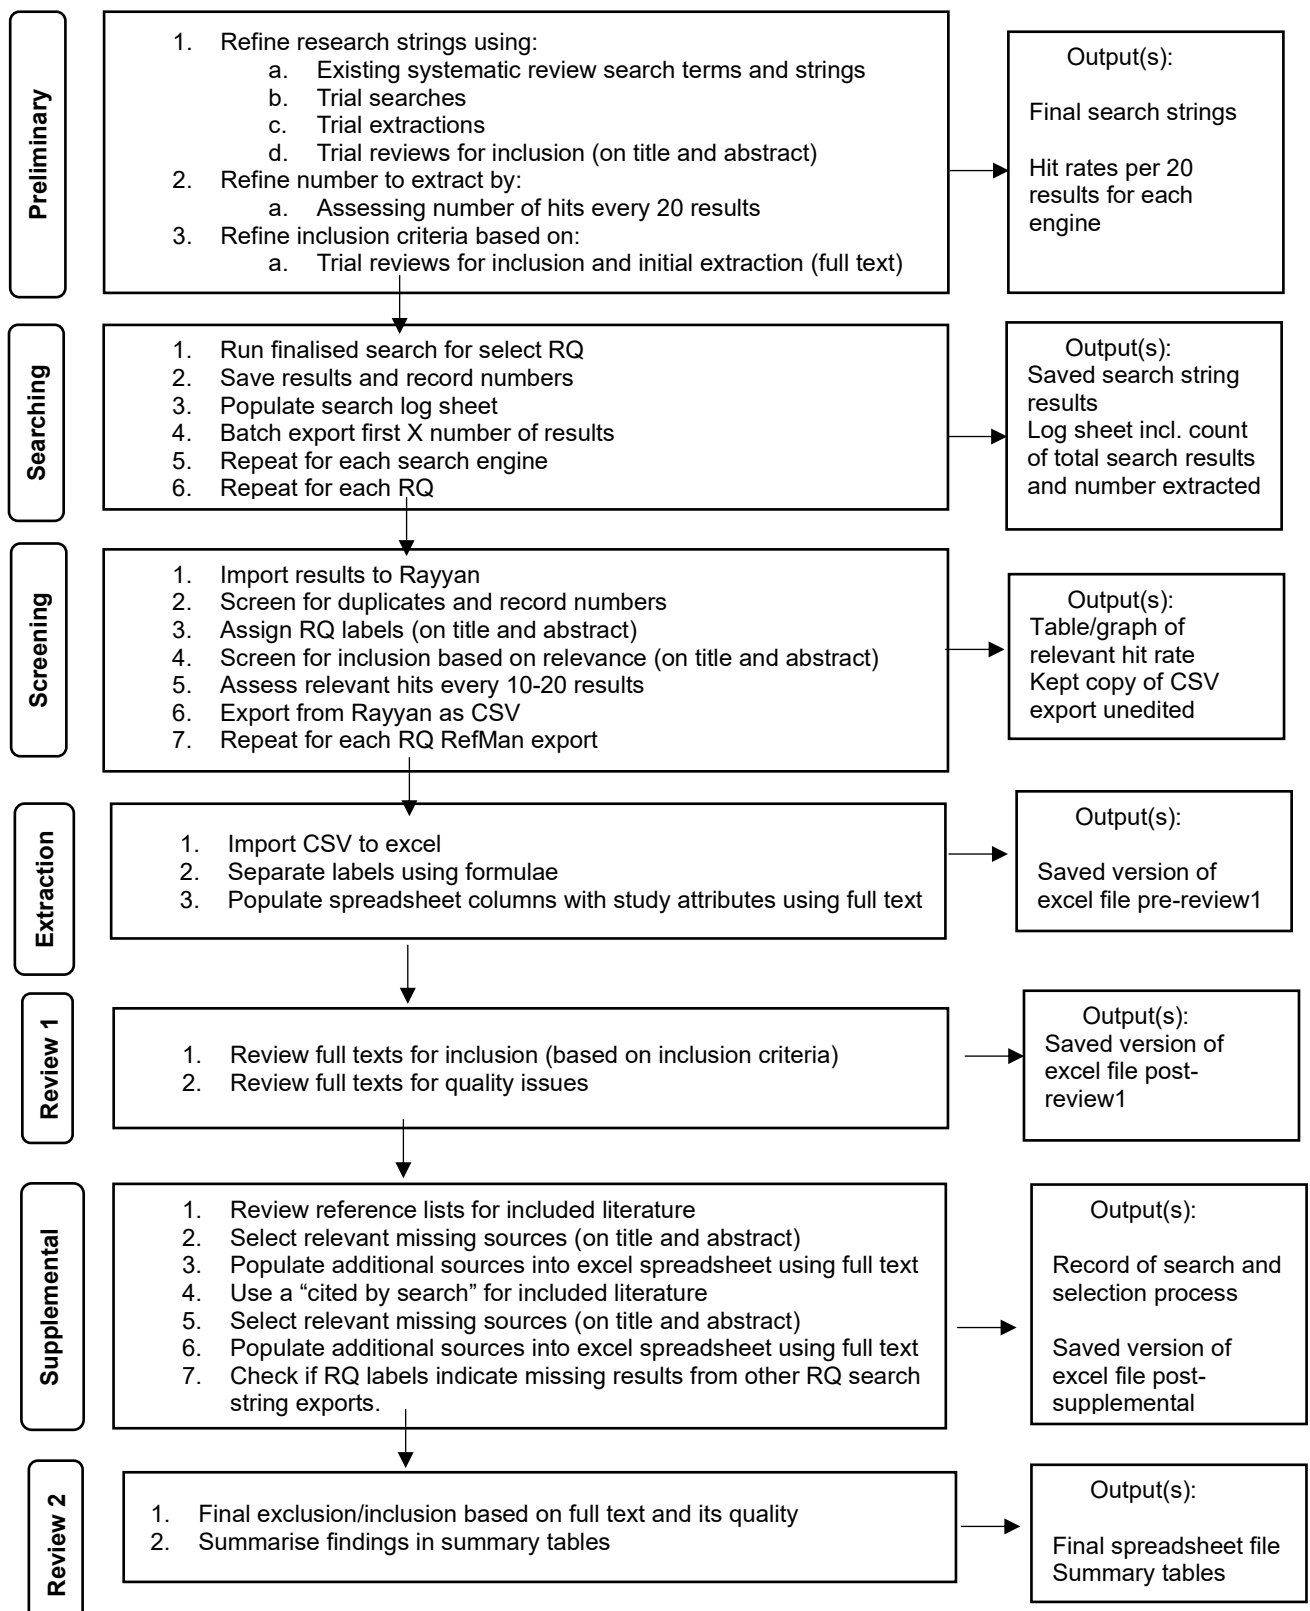 Preliminary
1. Refine research strings using:
a. Existing systematic review search terms and strings
b. Trial searches
c. Trial extractions
d. Trial reviews for inclusion (on title and abstract)
2. Refine number to extract by:
a. Assessing number of hits every 20 results
3. Refine inclusion criteria based on:
a. Trial reviews for inclusion and initial extraction (full text)
Output(s):
Final search strings
Hit rates per 20
results for each
engine
Searching
1. Run finalised search for select RQ
2. Save results and record numbers
3. Populate search log sheet
4. Batch export first X number of results
5. Repeat for each search engine
6. Repeat for each RQ
Output(s):
Saved search string
results
Log sheet incl. count
of total search results
and number extracted
Screening
1. Import results to Rayyan
2. Screen for duplicates and record numbers
3. Assign RQ labels (on title and abstract)
4. Screen for inclusion based on relevance (on title and abstract)
5. Assess relevant hits every 10-20 results
6. Export from Rayyan as CSV
7. Repeat for each RQ RefMan export
Output(s):
Table/graph of
relevant hit rate
Kept copy of CSV
export unedited
Extraction
1. Import CSV to excel
2. Separate labels using formulae
3. Populate spreadsheet columns with study attributes using full text
Output(s):
Saved version of
excel file pre-review1
Review 1
1. Review full texts for inclusion (based on inclusion criteria)
2. Review full texts for quality issues
Output(s):
Saved version of
excel file post-
review1
Supplemental
1. Review reference lists for included literature
2. Select relevant missing sources (on title and abstract)
3. Populate additional sources into excel spreadsheet using full text
4. Use a “cited by search” for included literature
5. Select relevant missing sources (on title and abstract)
6. Populate additional sources into excel spreadsheet using full text
7. Check if RQ labels indicate missing results from other RQ search
string exports.
Output(s):
Record of search and
selection process
Saved version of
excel file post-
supplemental
Review 2
1. Final exclusion/inclusion based on full text and its quality
2. Summarise findings in summary tables
Output(s):
Final spreadsheet file
Summary tables